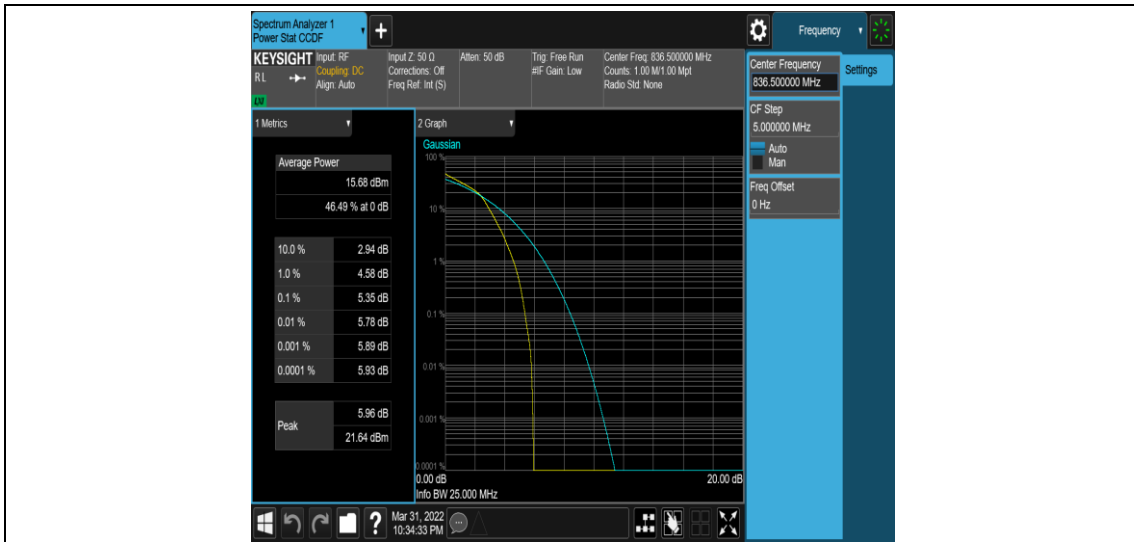 Spectrum Analyzer 1
Power Stat CCDF
Frequency
KEYSIGHT
RL
Input: RF
Coupling: DC
Align: Auto
Input Z: 50 Ω
Corrections: Off
Freq Ref: Int (S)
Atten: 50 dB
Trig: Free Run
#IF Gain: Low
Center Freq: 836.500000 MHz
Counts: 1.00 M/1.00 Mpt
Radio Std: None
Center Frequency
836.500000 MHz
Settings
CF Step
5.000000 MHz
Auto
Man
Freq Offset
0 Hz
1 Metrics
Average Power
15.68 dBm
46.49 % at 0 dB
10.0 % 2.94 dB
1.0 % 4.58 dB
0.1 % 5.35 dB
0.01 % 5.78 dB
0.001 % 5.89 dB
0.0001 % 5.93 dB
Peak
5.96 dB
21.64 dBm
2 Graph
Gaussian
100 %
10 %
1 %
0.1 %
0.01 %
0.001 %
0.0001 %
0.00 dB 20.00 dB
Info BW 25.000 MHz
Mar 31, 2022
10:34:33 PM